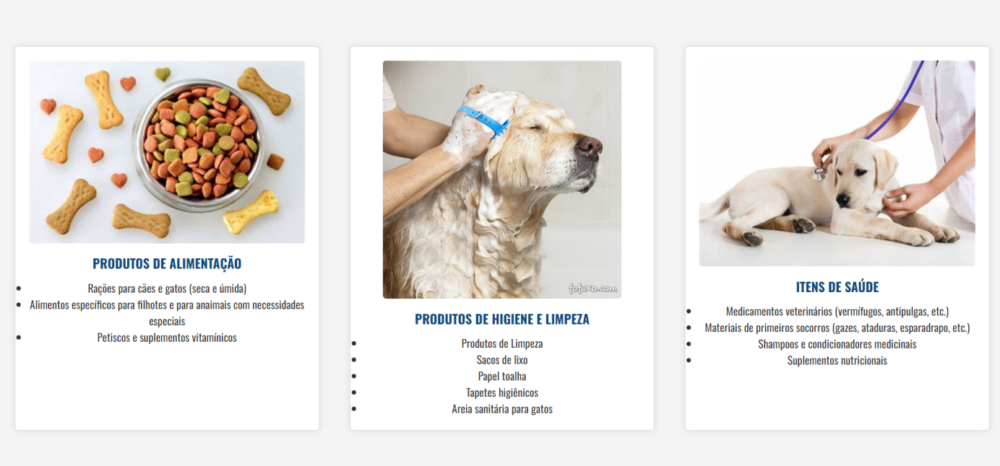 PRODUTOS DE ALIMENTAÇÃO
• Rações para cães e gatos (seca e úmida)
• Alimentos específicos para filhotes e para anaimais com necessidades
especiais
• Petiscos e suplementos vitamínicos
fofuxo.com
PRODUTOS DE HIGIENE E LIMPEZA
• Produtos de Limpeza
• Sacos de lixo
• Papel toalha
• Tapetes higiênicos
• Areia sanitária para gatos
ITENS DE SAÚDE
• Medicamentos veterinários (vermífugos, antipulgas, etc.)
• Materiais de primeiros socorros (gazes, ataduras, esparadrapo, etc.)
• Shampoos e condicionadores medicinais
• Suplementos nutricionais